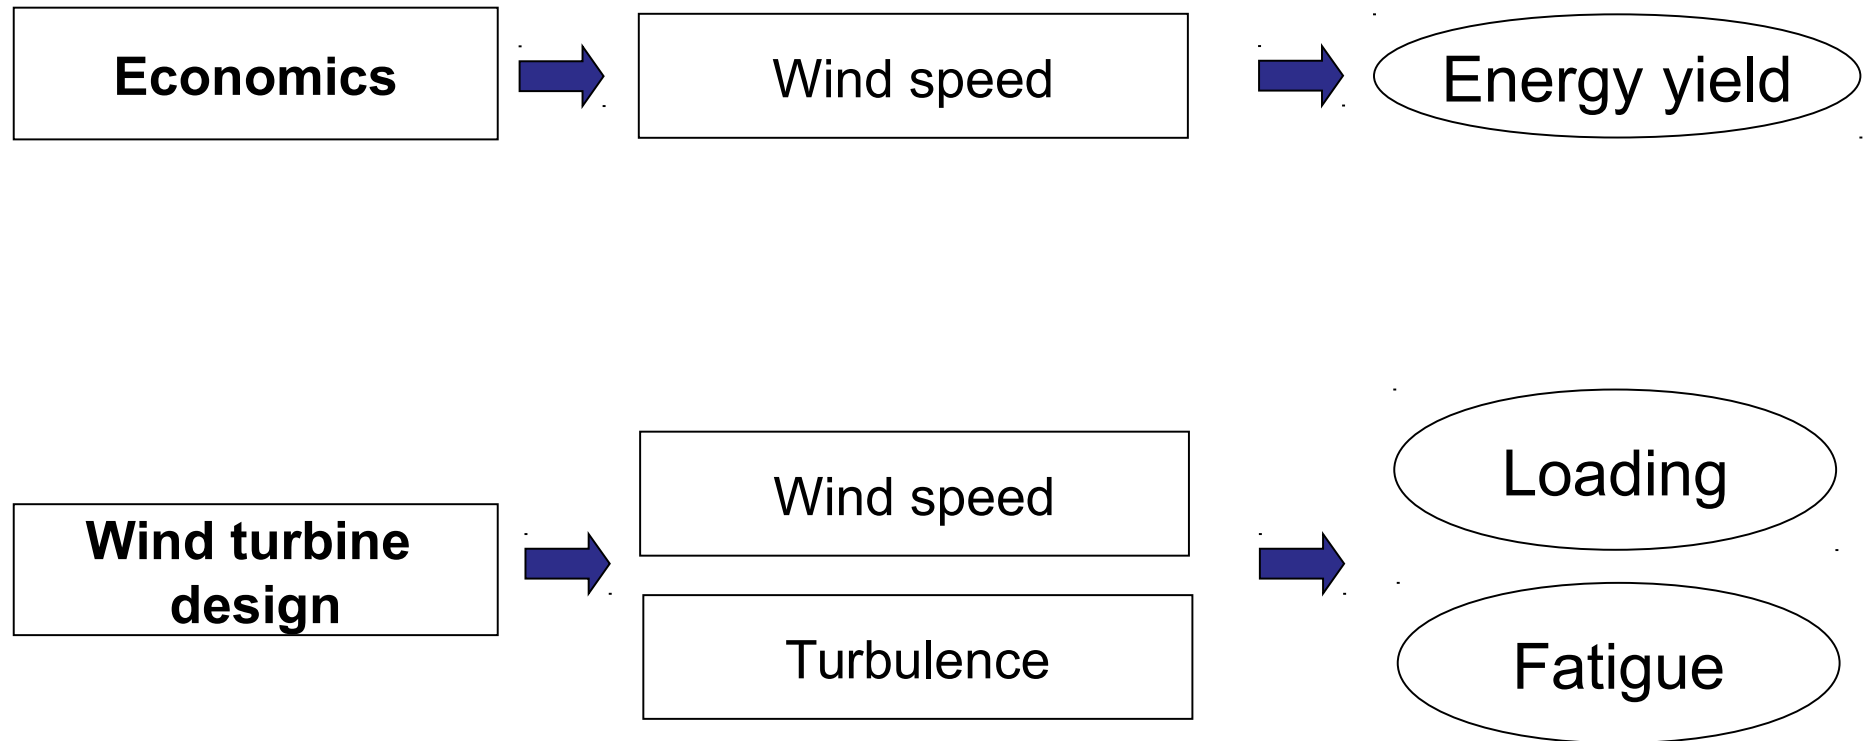 Economics
Wind speed
Energy yield
Wind turbine
design
Wind speed
Turbulence
Loading
Fatigue